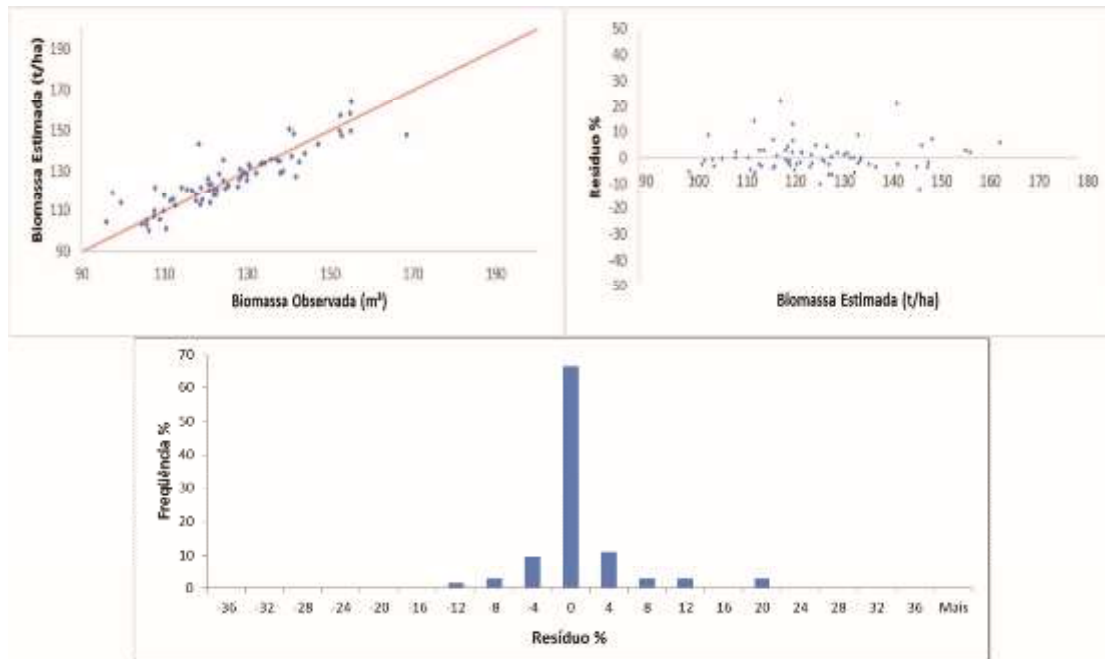 Biomassa Estimada (t/ha)
190
170
150
130
110
90
90 110 130 150 170 190
Biomassa Observada (m³)
Resíduo %
50
40
30
20
10
0
-10
-20
-30
-40
-50
90 100 110 120 130 140 150 160 170 180
Biomassa Estimada (t/ha)
Freqüência %
70
60
50
40
30
20
10
0
-36 -32 -28 -24 -20 16 -12 8 -4 0 4 8 12 16 20 24 28 32 36 Mais
Resíduo %